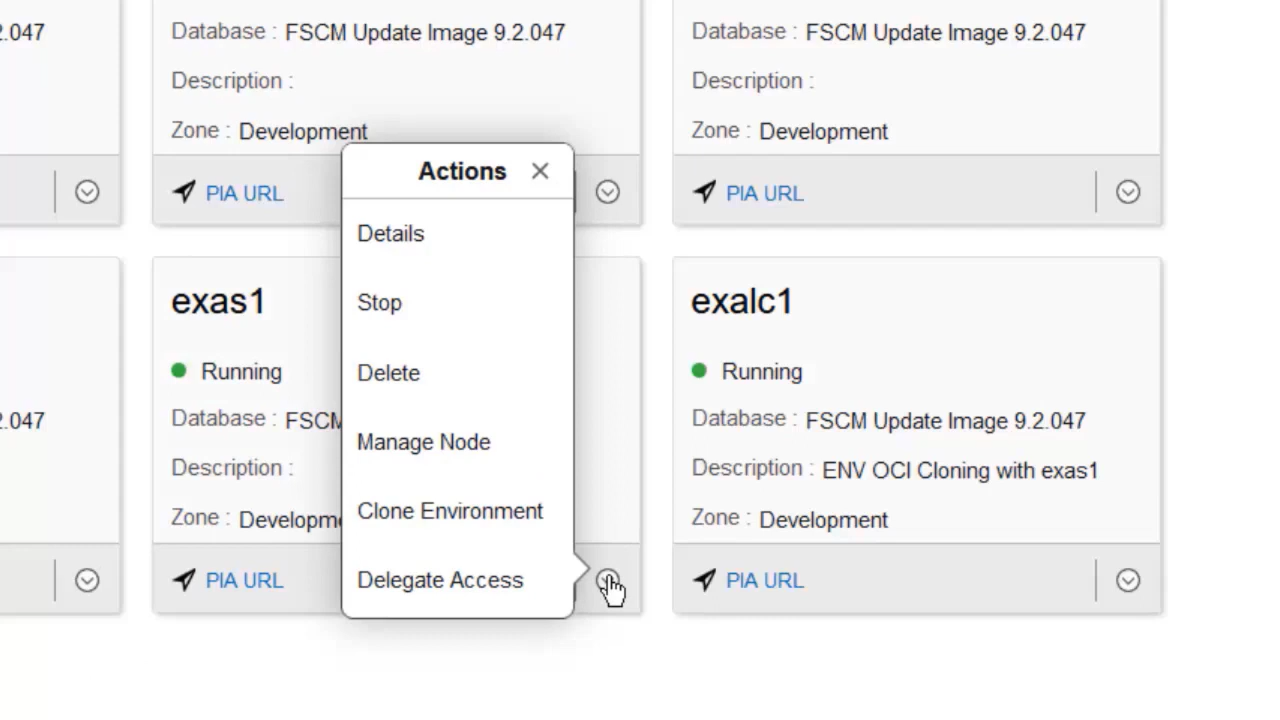 2.047
Database : FSCM Update Image 9.2.047
Database : FSCM Update Image 9.2.047
Description :
Description :
Zone : Development
Zone : Development
PIA URL
PIA URL
Actions
Details
Stop
Delete
Manage Node
Clone Environment
Delegate Access
2.047
exas1
Running
Database : FSCM
Description :
Zone : Developme
PIA URL
exalc1
Running
Database : FSCM Update Image 9.2.047
Description : ENV OCI Cloning with exas1
Zone : Development
PIA URL